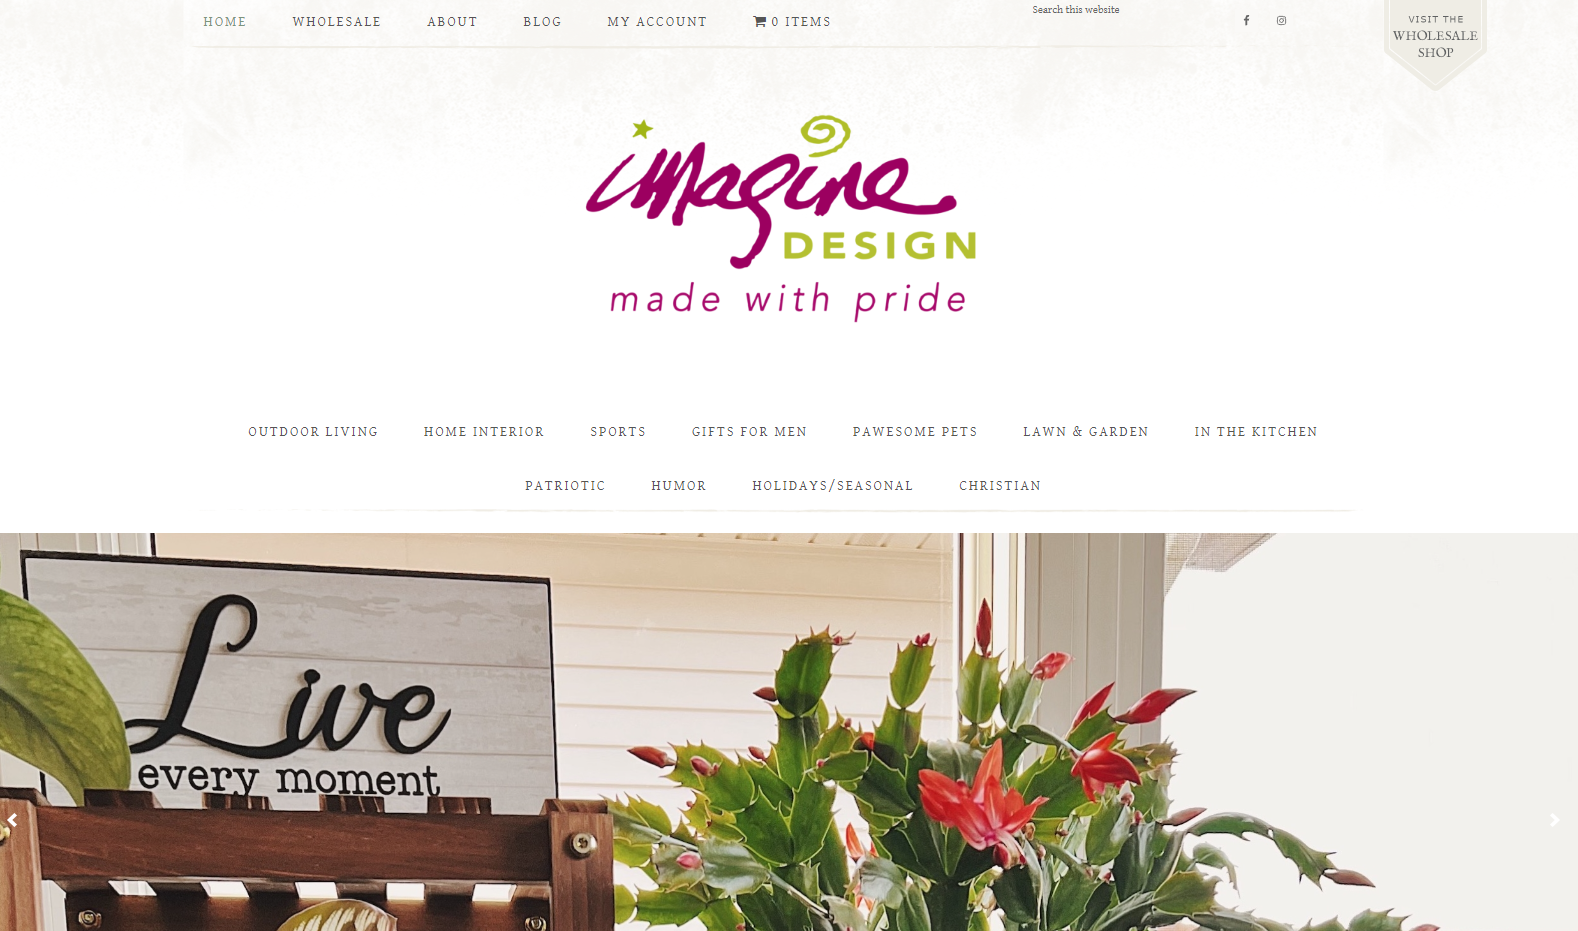 HOME WHOLESALE ABOUT BLOG MY ACCOUNT 0 ITEMS
Search this website
VISIT THE
WHOLESALE
SHOP
imagine
DESIGN
made with pride
OUTDOOR LIVING HOME INTERIOR SPORTS GIFTS FOR MEN PAWESOME PETS LAWN & GARDEN IN THE KITCHEN
PATRIOTIC HUMOR HOLIDAYS/SEASONAL CHRISTIAN
Live
every moment